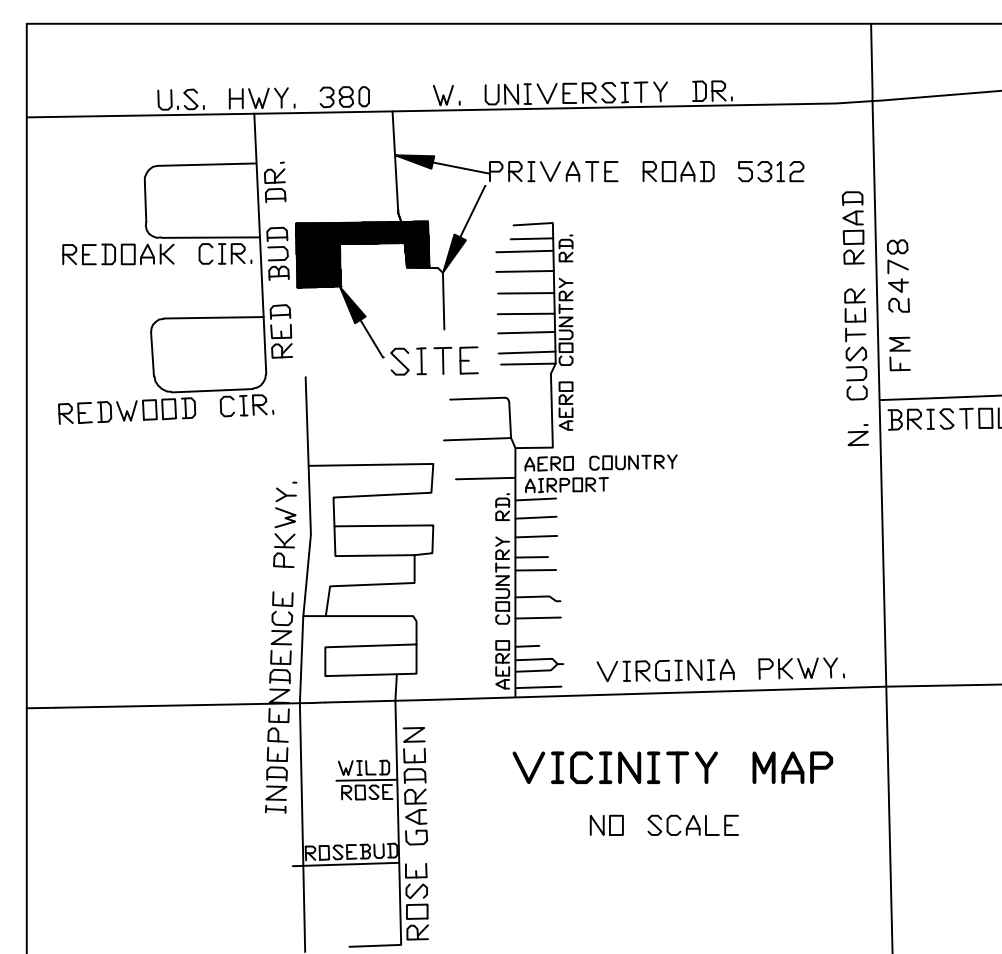 U.S. HWY. 380
W. UNIVERSITY DR.
PRIVATE ROAD 5312
RED BUD DR.
REDOAK CIR.
SITE
REDWOOD CIR.
AERO COUNTRY RD.
N. CUSTER ROAD
FM 2478
BRISTOL
AERO COUNTRY
AIRPORT
AERO COUNTRY RD.
INDEPENDENCE PKWY.
VIRGINIA PKWY.
WILD
ROSE
ROSE GARDEN
ROSEBUD
VICINITY MAP
NO SCALE